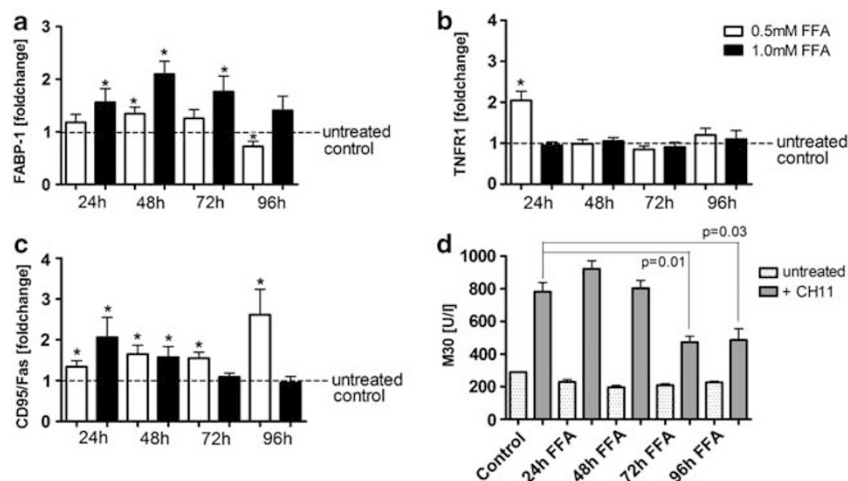 a
FABP-1 [foldchange]
3
2
1
0
* * * * *
untreated
control
24h 48h 72h 96h
b
TNFR1 [foldchange]
4
3
2
1
0
*
0.5mM FFA
1.0mM FFA
untreated
control
24h 48h 72h 96h
c
CD95/Fas [foldchange]
4
3
2
1
0
* * * * * *
untreated
control
24h 48h 72h 96h
d
M30 [U/l]
1000
800
600
400
200
0
p=0.03
p=0.01
untreated
+ CH11
Control 24h FFA 48h FFA 72h FFA 96h FFA